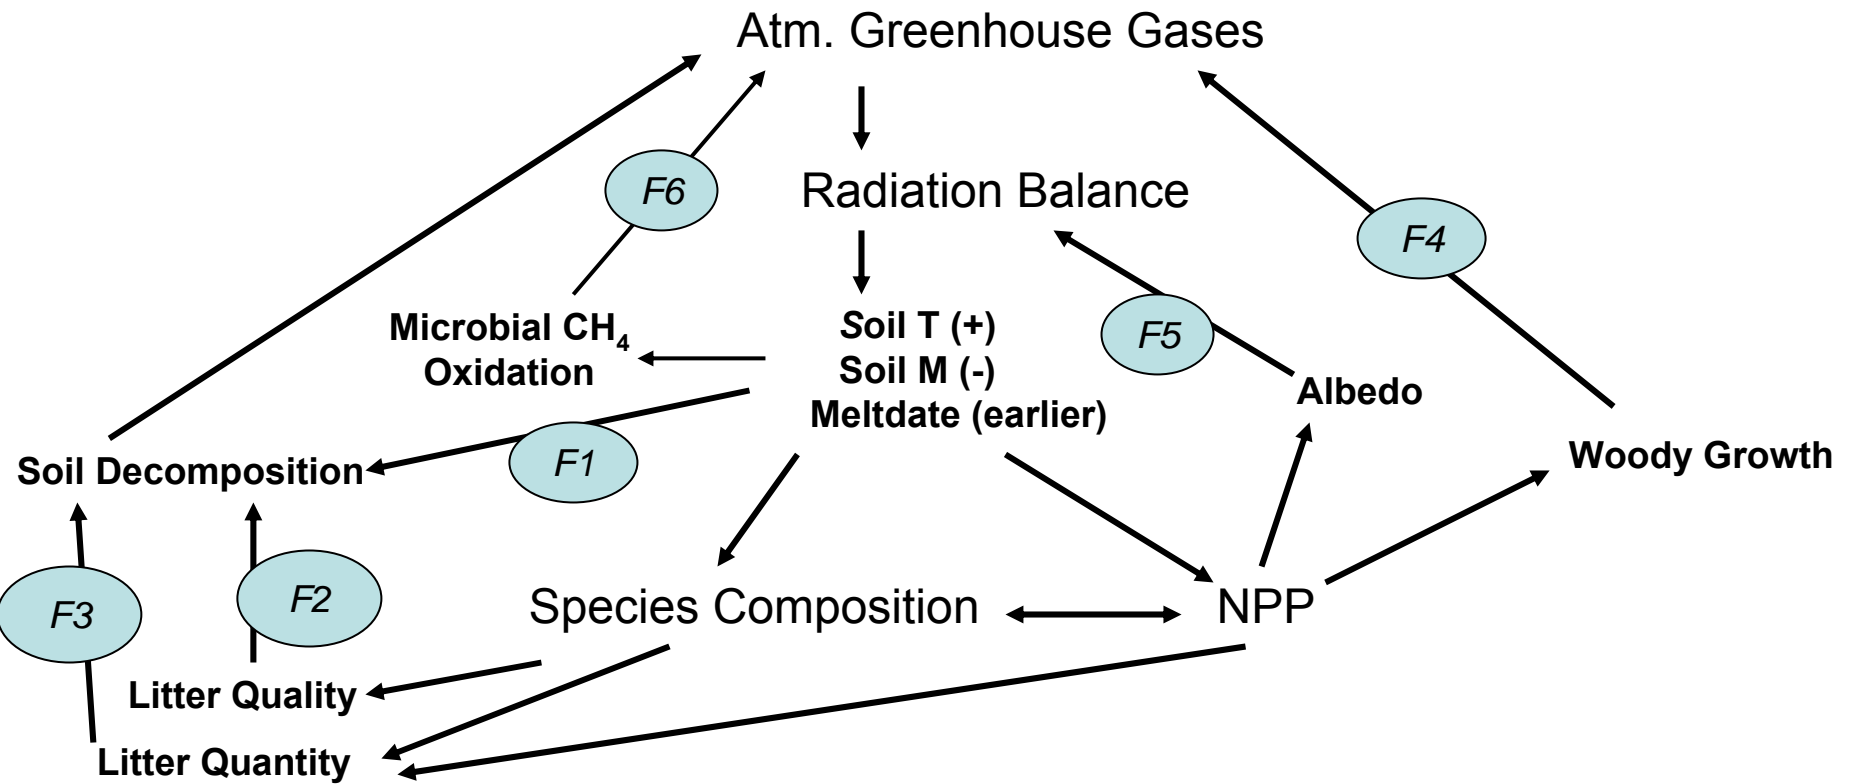 Atm. Greenhouse Gases
F6
Radiation Balance
F4
Microbial CH4
Oxidation
Soil T (+)
Soil M (-)
Meltdate (earlier)
F5
Albedo
Soil Decomposition
F1
Woody Growth
F3
F2
Species Composition
NPP
Litter Quality
Litter Quantity